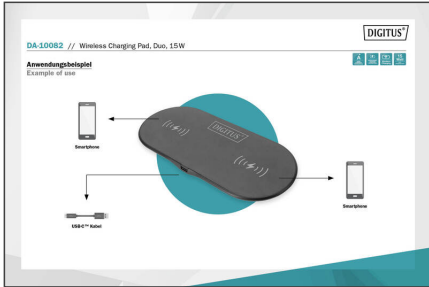 DIGITUS®
DA-10082 // Wireless Charging Pad, Duo, 15W
Anwendungsbeispiel
Example of use
Smartphone
DIGITUS®
Smartphone
USB-C™ Kabel